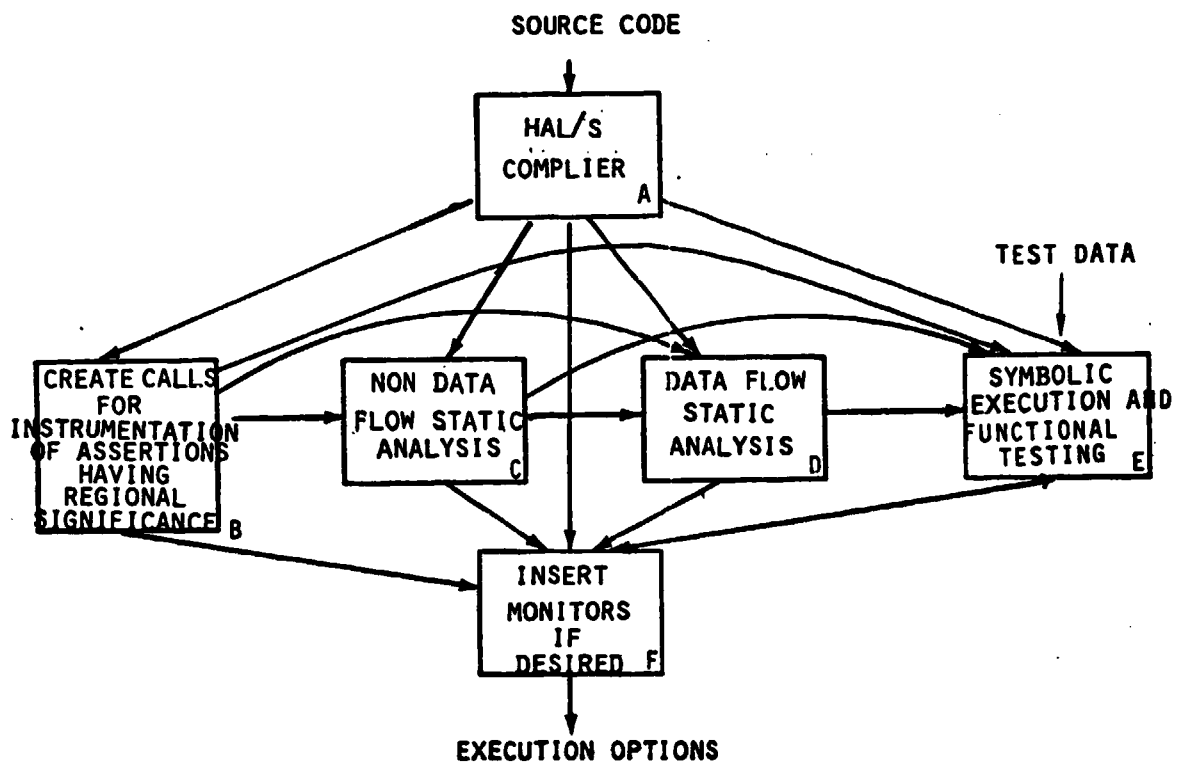 SOURCE CODE
HAL/S
COMPLIER
A
TEST DATA
CREATE CALLS
FOR
INSTRUMENTATION
OF ASSERTIONS
HAVING
REGIONAL
SIGNIFICANCE
B
NON DATA
FLOW STATIC
ANALYSIS
C
DATA FLOW
STATIC
ANALYSIS
D
SYMBOLIC
EXECUTION AND
FUNCTIONAL
TESTING
E
INSERT
MONITORS
IF
DESIRED
F
EXECUTION OPTIONS